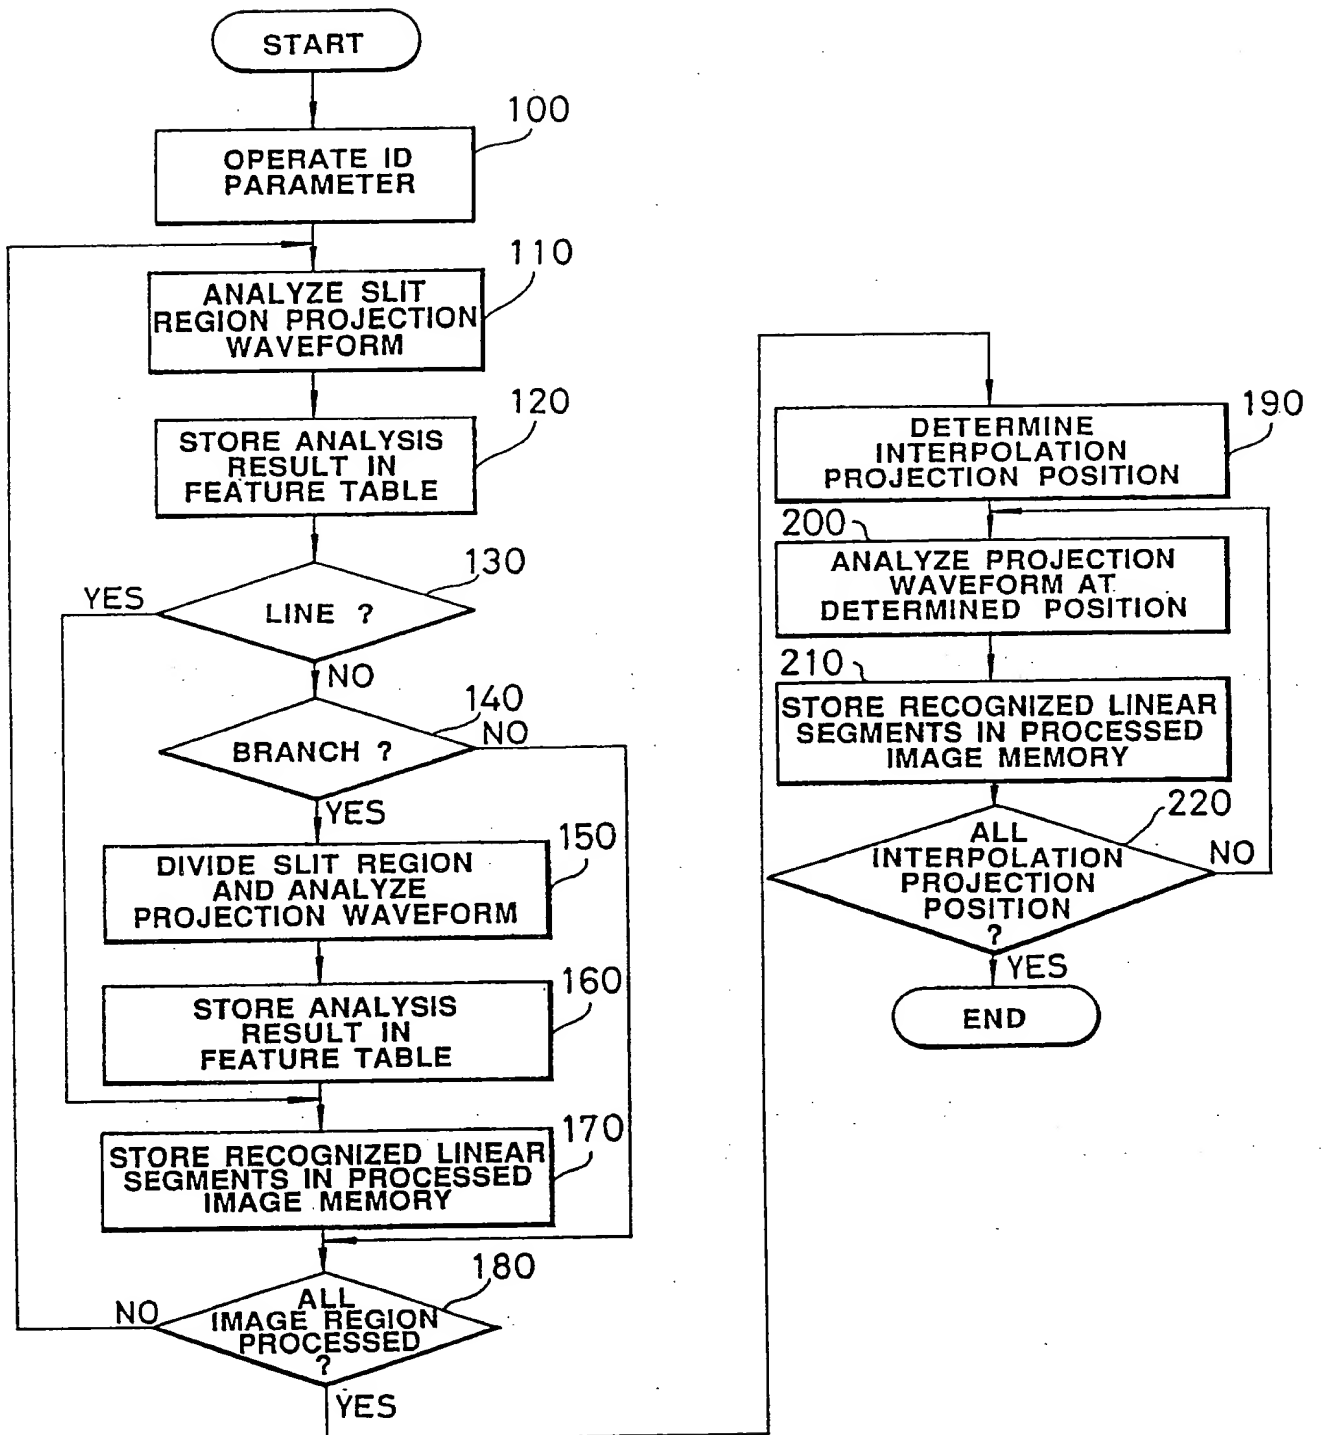 START
100
OPERATE ID
PARAMETER
110
ANALYZE SLIT
REGION PROJECTION
WAVEFORM
120
STORE ANALYSIS
RESULT IN
FEATURE TABLE
130
YES
LINE ?
NO
140
BRANCH ?
NO
YES
150
DIVIDE SLIT REGION
AND ANALYZE
PROJECTION WAVEFORM
160
STORE ANALYSIS
RESULT IN
FEATURE TABLE
170
STORE RECOGNIZED LINEAR
SEGMENTS IN PROCESSED
IMAGE MEMORY
180
NO
ALL
IMAGE REGION
PROCESSED
?
YES
190
DETERMINE
INTERPOLATION
PROJECTION POSITION
200
ANALYZE PROJECTION
WAVEFORM AT
DETERMINED POSITION
210
STORE RECOGNIZED LINEAR
SEGMENTS IN PROCESSED
IMAGE MEMORY
220
ALL
INTERPOLATION
PROJECTION
POSITION
?
NO
YES
END